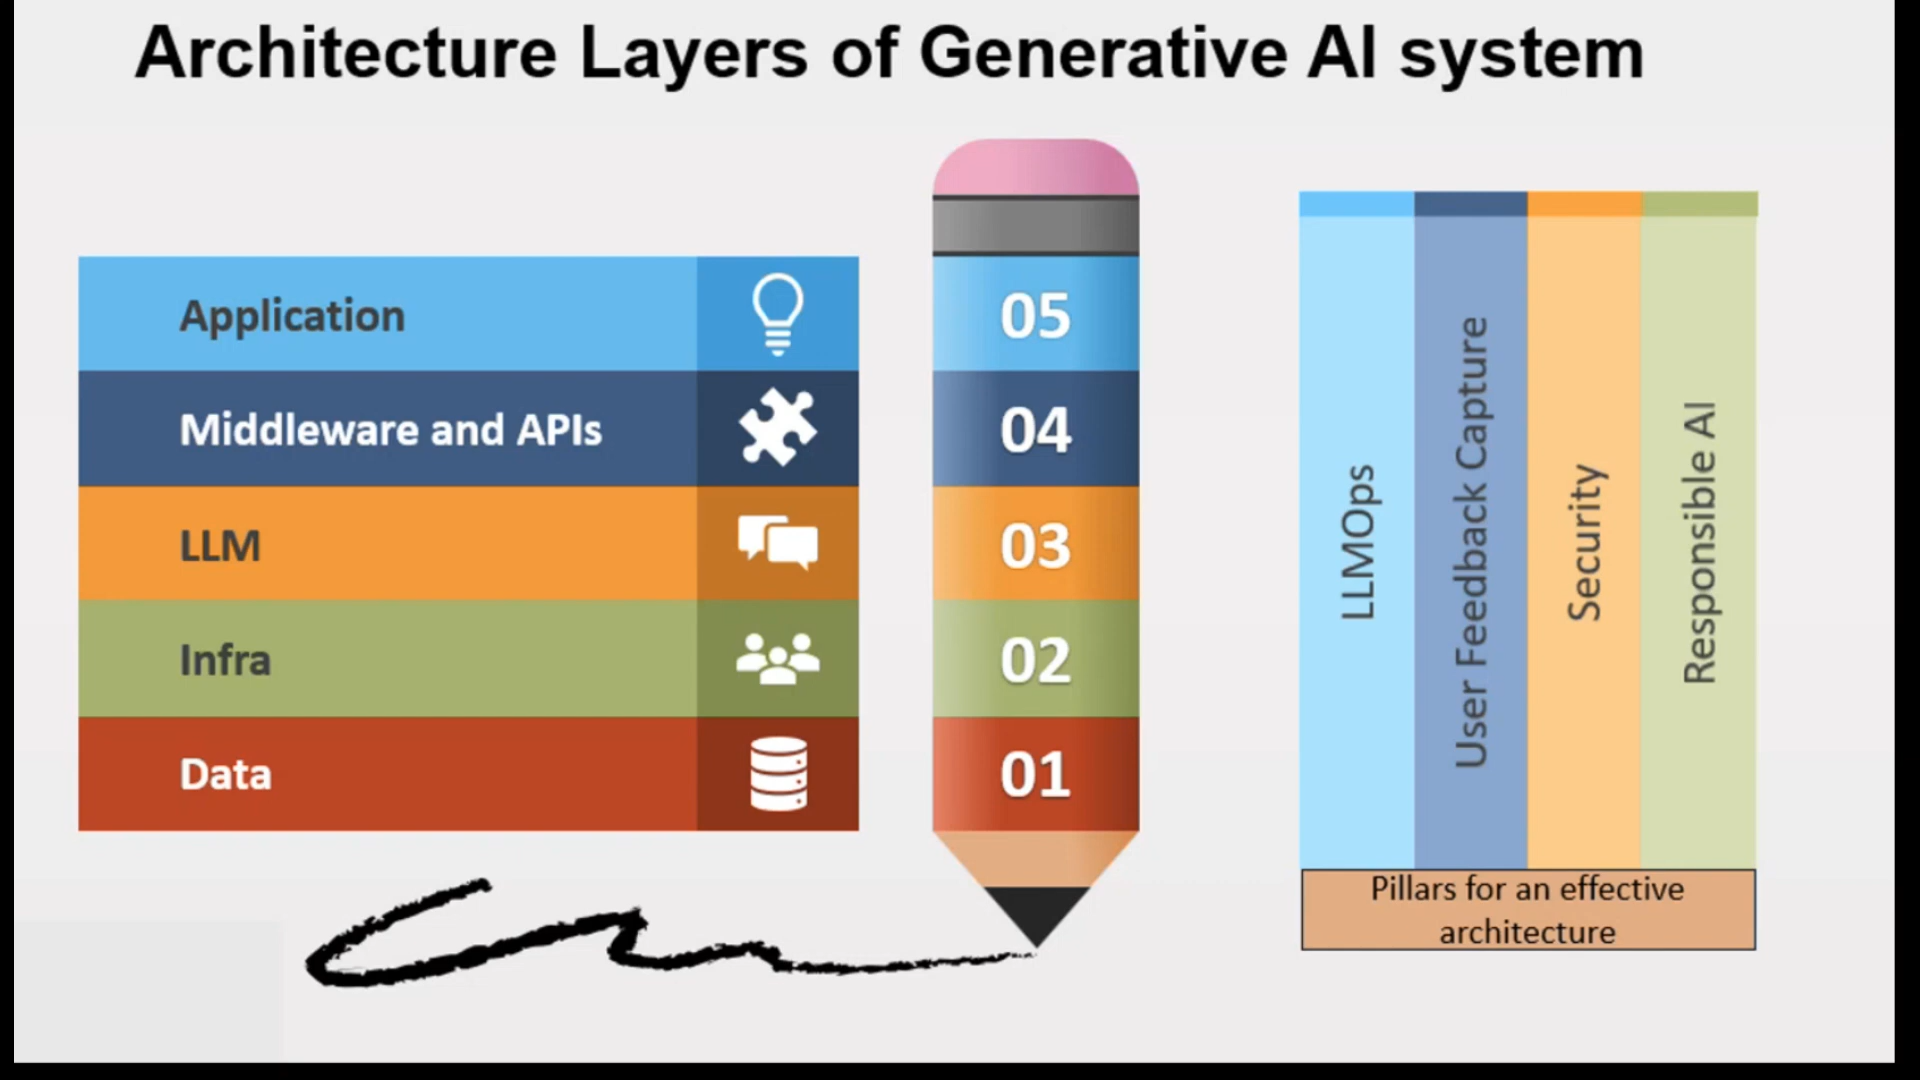 Architecture Layers of Generative AI system
Application
05
Middleware and APIs
04
LLM
03
Infra
02
Data
01
LLMOps
User Feedback Capture
Security
Responsible AI
Pillars for an effective
architecture